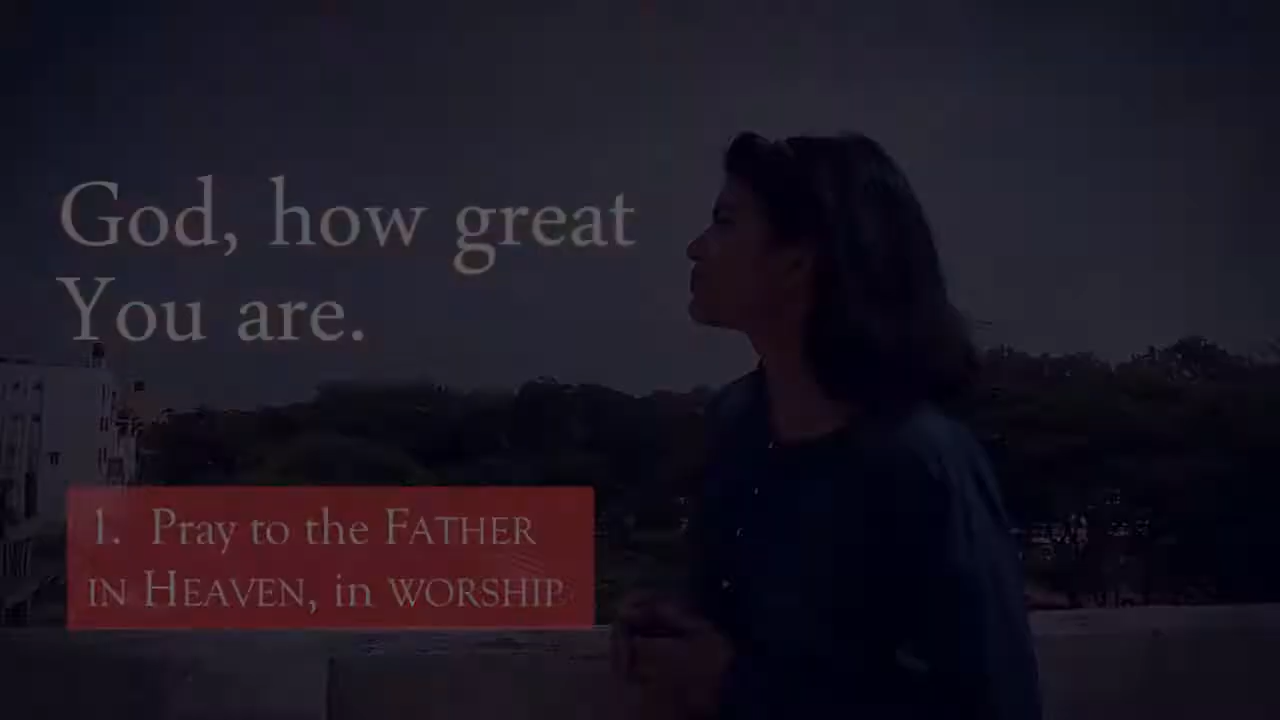 God, how great
You are.
1. Pray to the FATHER
IN HEAVEN, in WORSHIP